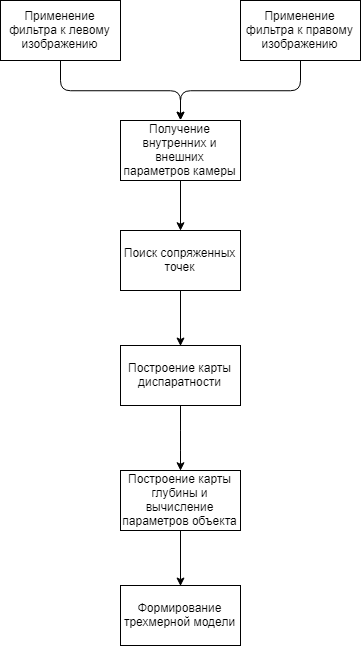 Применение
фильтра к левому
изображению
Применение
фильтра к правому
изображению
Получение
внутренних и
внешних
параметров камеры
Поиск сопряженных
точек
Построение карты
диспаратности
Построение карты
глубины и
вычисление
параметров объекта
Формирование
трехмерной модели